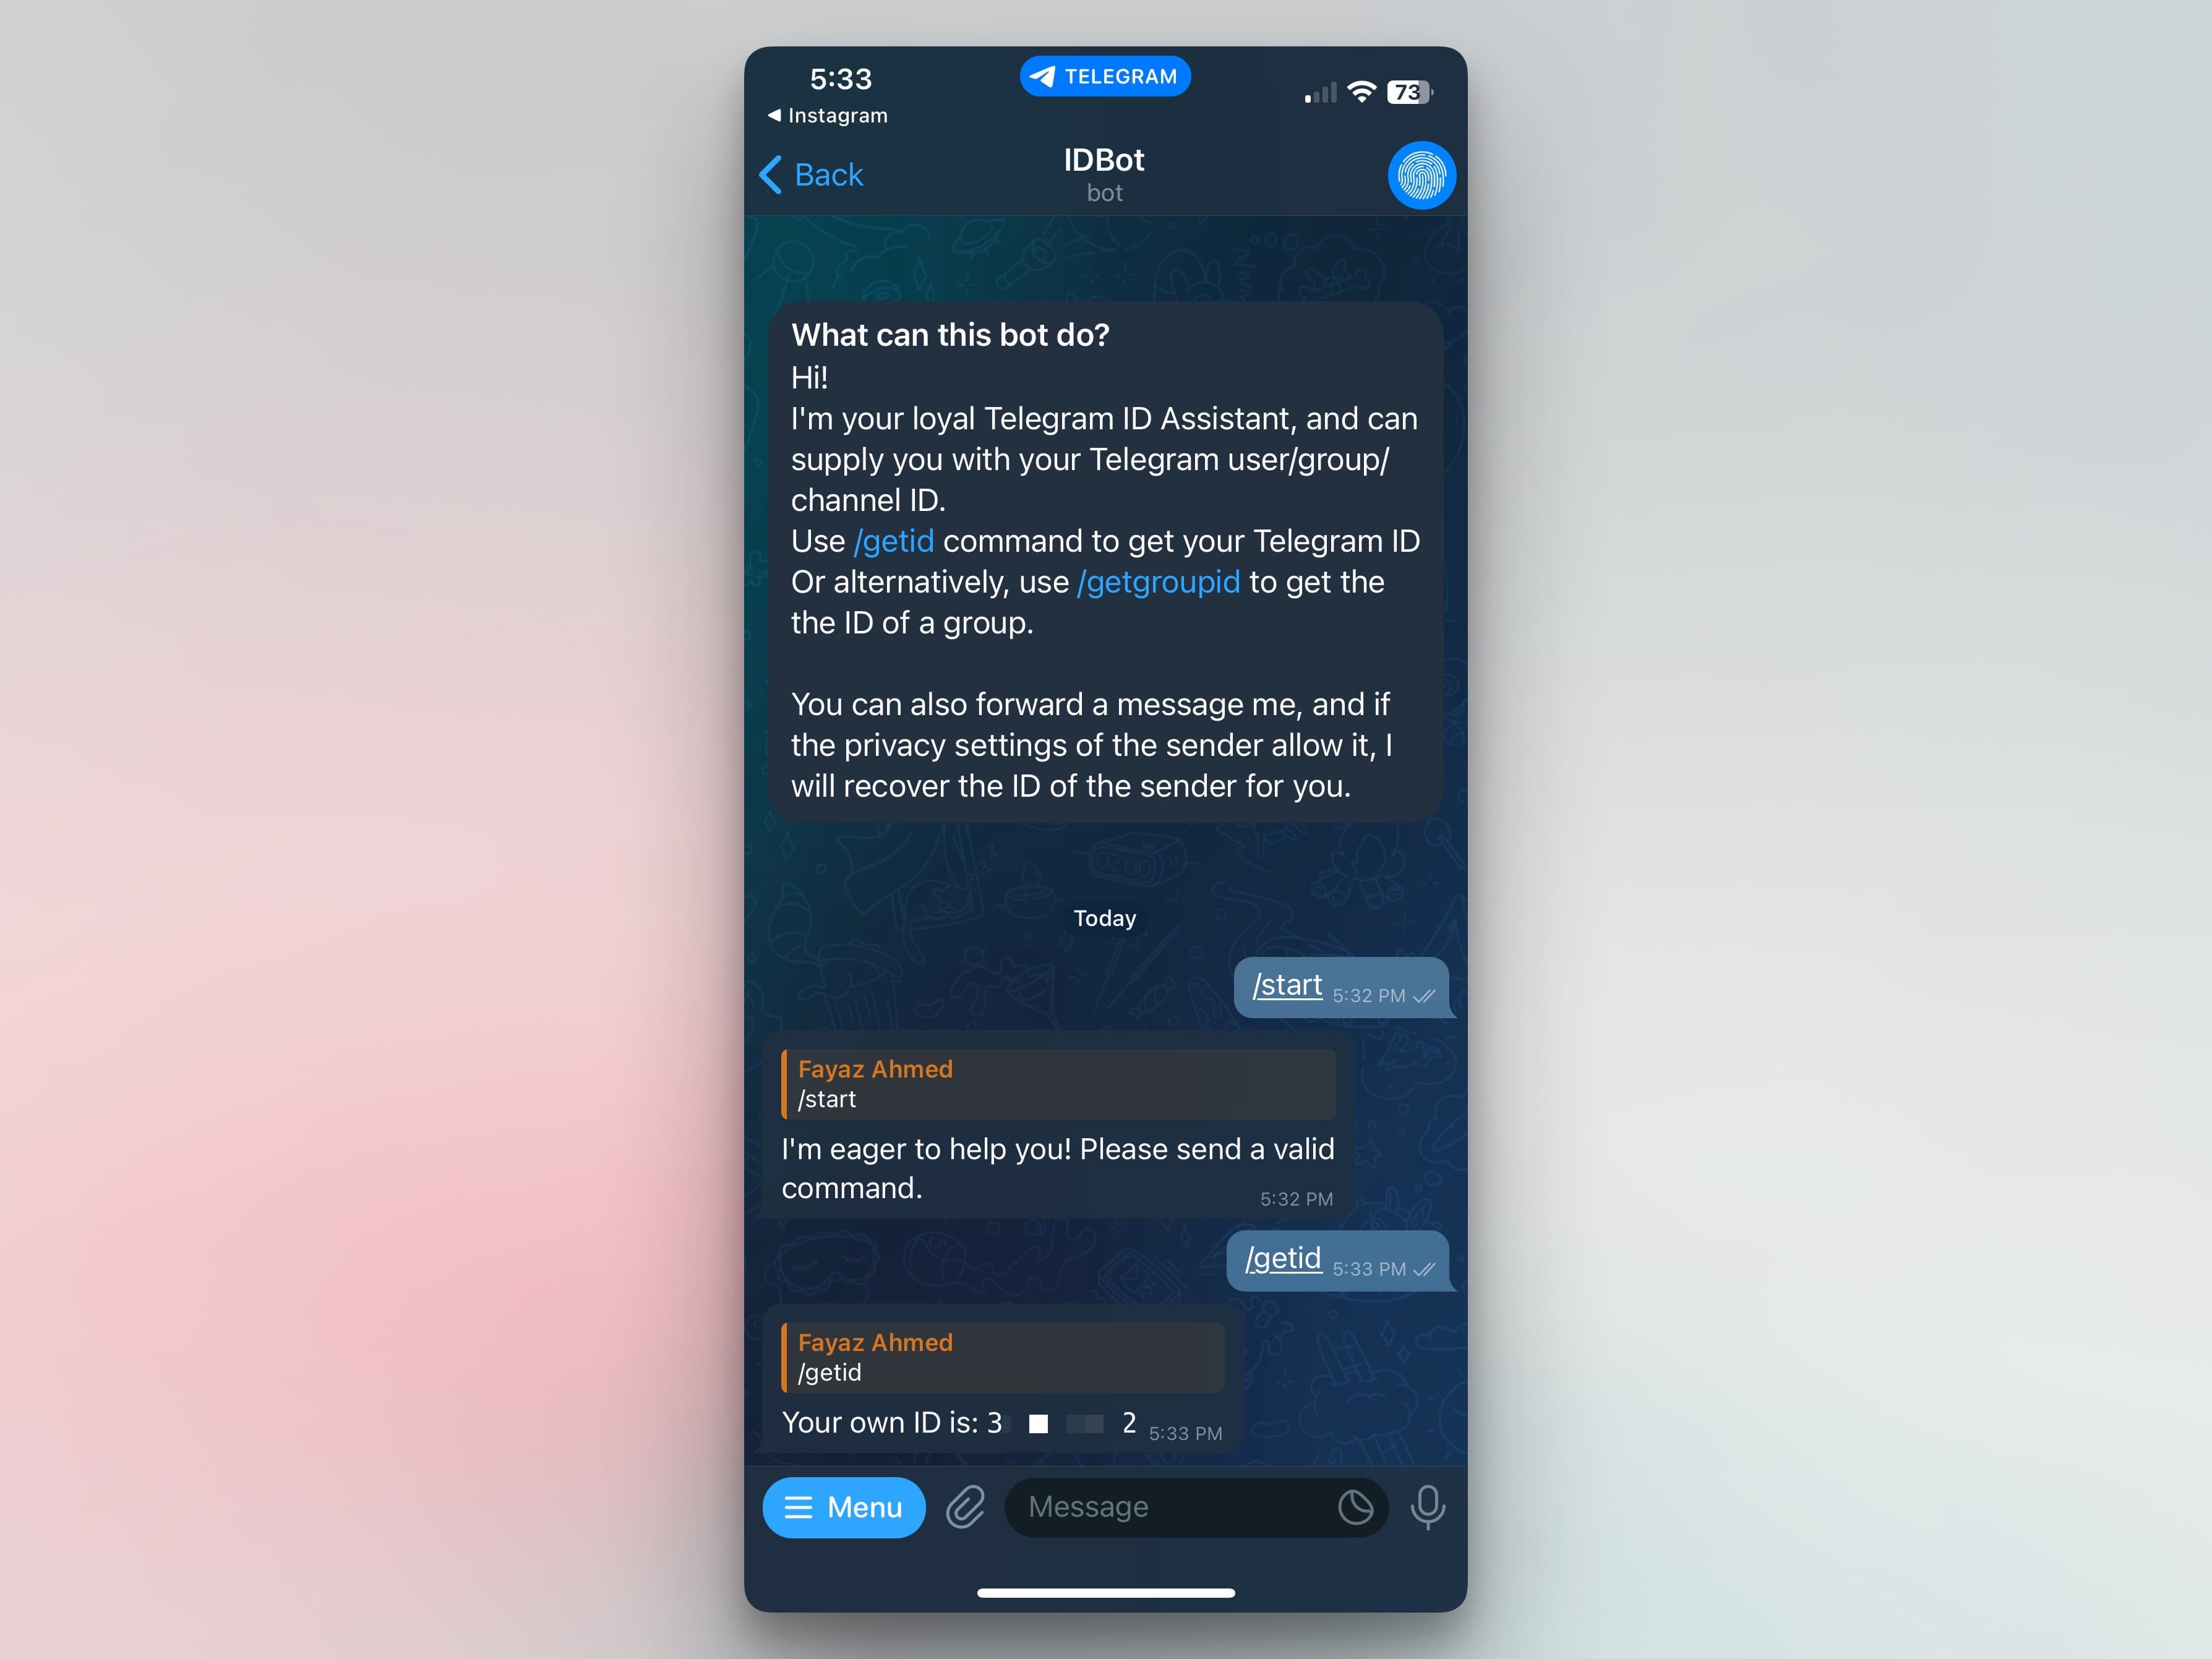 5:33
TELEGRAM
73
◀ Instagram
Back
IDBot
bot
What can this bot do?
Hi!
I'm your loyal Telegram ID Assistant, and can
supply you with your Telegram user/group/
channel ID.
Use /getid command to get your Telegram ID
Or alternatively, use /getgroupid to get the
the ID of a group.
You can also forward a message me, and if
the privacy settings of the sender allow it, I
will recover the ID of the sender for you.
Today
/start 5:32 PM
Fayaz Ahmed
/start
I'm eager to help you! Please send a valid
command. 5:32 PM
/getid 5:33 PM
Fayaz Ahmed
/getid
Your own ID is: 3 2 5:33 PM
Menu
Message